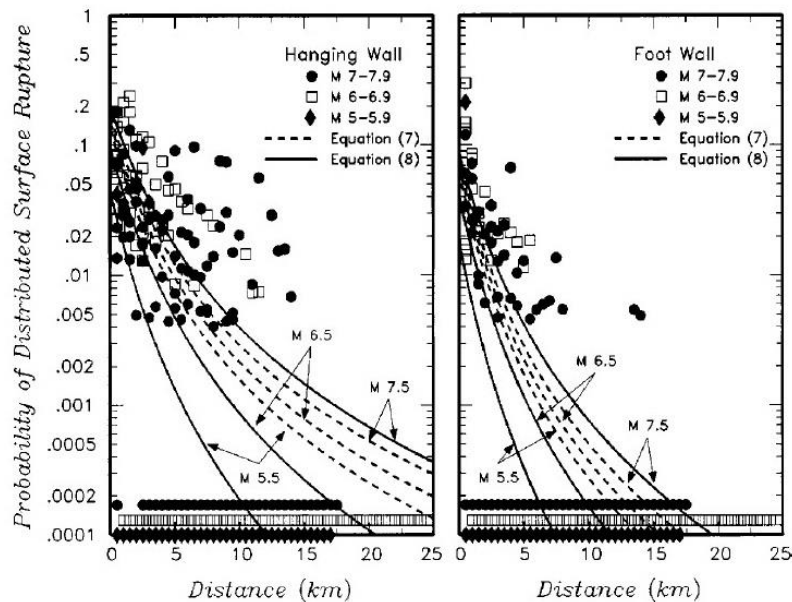 Probability of Distributed Surface Rupture
1
.5
.2
.1
.05
.02
.01
.005
.002
.001
.0005
.0002
.0001
Hanging Wall
M 7-7.9
M 6-6.9
M 5-5.9
Equation (7)
Equation (8)
M 6.5
M 7.5
M 5.5
0 5 10 15 20 25
Distance (km)
Foot Wall
M 7-7.9
M 6-6.9
M 5-5.9
Equation (7)
Equation (8)
M 6.5
M 7.5
M 5.5
0 5 10 15 20 25
Distance (km)